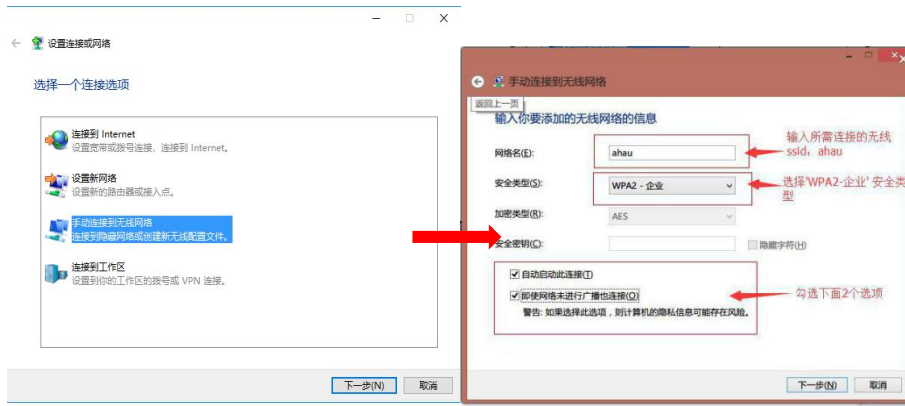 设置连接或网络
选择一个连接选项
连接到 Internet
设置宽带或拨号连接，连接到 Internet。
设置新网络
设置新的路由器或接入点。
手动连接到无线网络
连接到隐藏网络或创建新无线配置文件。
连接到工作区
设置到你的工作区的拨号或 VPN 连接。
下一步(N)
取消
手动连接到无线网络
返回上一页
输入你要添加的无线网络的信息
网络名(E):
ahau
输入所需连接的无线
ssid：ahau
安全类型(S):
WPA2 - 企业
选择'WPA2-企业' 安全类
型
加密类型(R):
AES
安全密钥(C):
隐藏字符(H)
自动启动此连接(T)
即使网络未进行广播也连接(O)
警告: 如果选择此选项，则计算机的隐私信息可能存在风险。
勾选下面2个选项
下一步(N)
取消